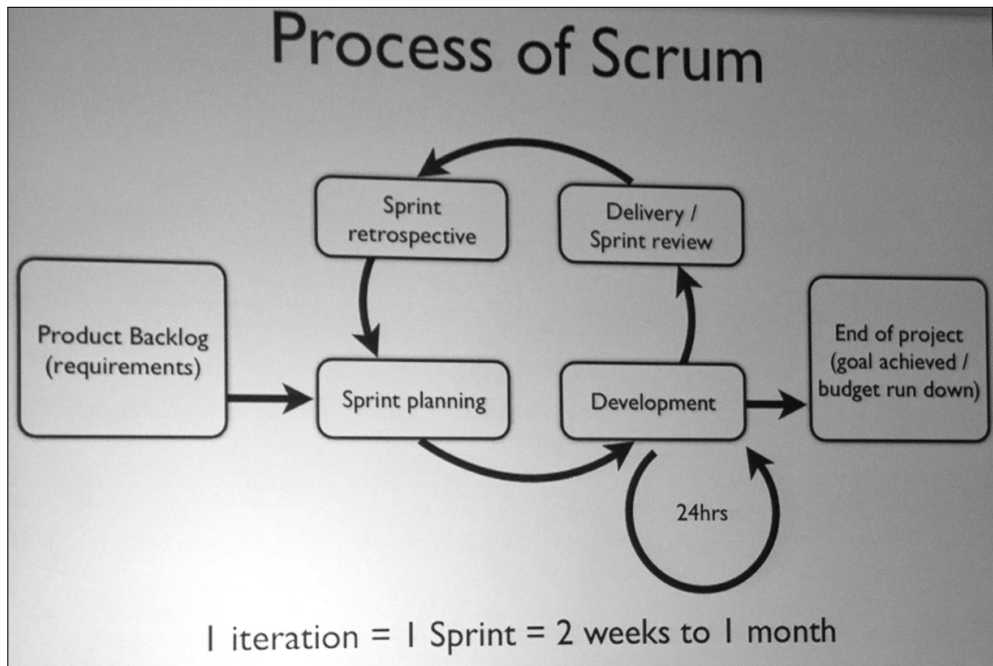 Process of Scrum
Sprint
retrospective
Delivery /
Sprint review
Product Backlog
(requirements)
Sprint planning
Development
End of project
(goal achieved /
budget run down)
24hrs
1 iteration = 1 Sprint = 2 weeks to 1 month